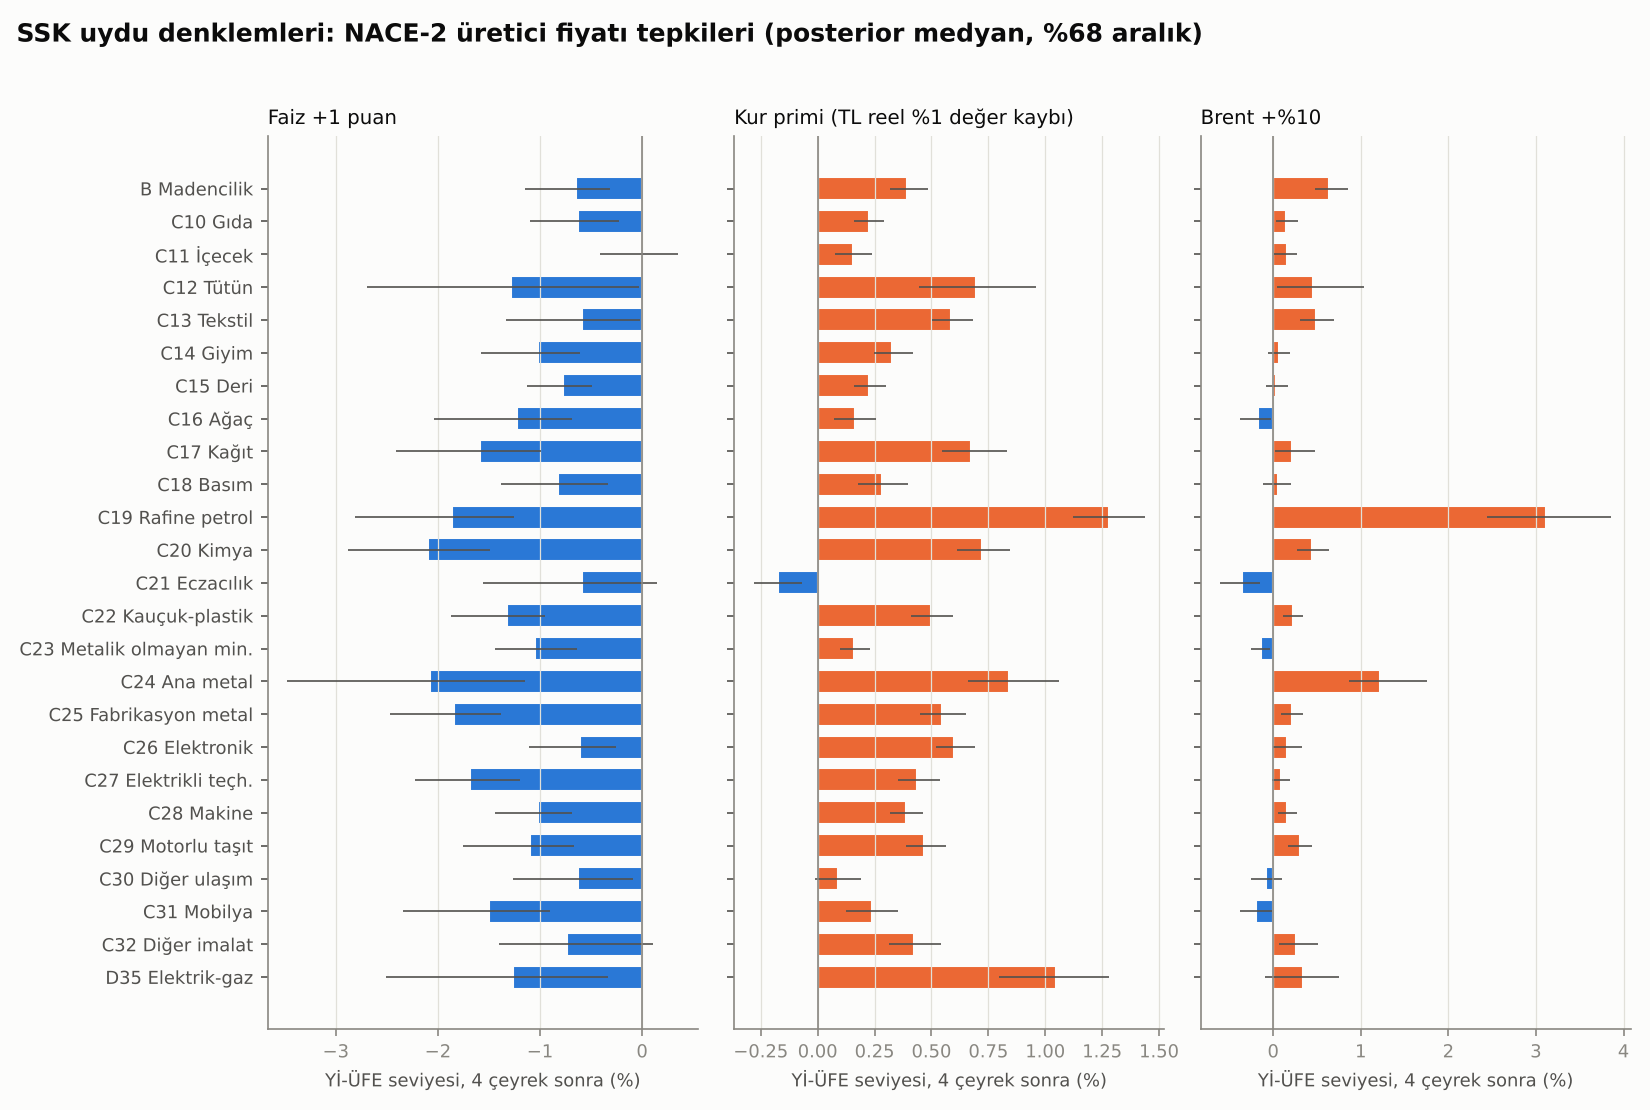 SSK uydu denklemleri: NACE-2 üretici fiyatı tepkileri (posterior medyan, %68 aralık)
Faiz +1 puan
Kur primi (TL reel %1 değer kaybı)
Brent +%10
B Madencilik
C10 Gıda
C11 İçecek
C12 Tütün
C13 Tekstil
C14 Giyim
C15 Deri
C16 Ağaç
C17 Kağıt
C18 Basım
C19 Rafine petrol
C20 Kimya
C21 Eczacılık
C22 Kauçuk-plastik
C23 Metalik olmayan min.
C24 Ana metal
C25 Fabrikasyon metal
C26 Elektronik
C27 Elektrikli teçh.
C28 Makine
C29 Motorlu taşıt
C30 Diğer ulaşım
C31 Mobilya
C32 Diğer imalat
D35 Elektrik-gaz
−3 −2 −1 0
−0.25 0.00 0.25 0.50 0.75 1.00 1.25 1.50
0 1 2 3 4
Yİ-ÜFE seviyesi, 4 çeyrek sonra (%)
Yİ-ÜFE seviyesi, 4 çeyrek sonra (%)
Yİ-ÜFE seviyesi, 4 çeyrek sonra (%)